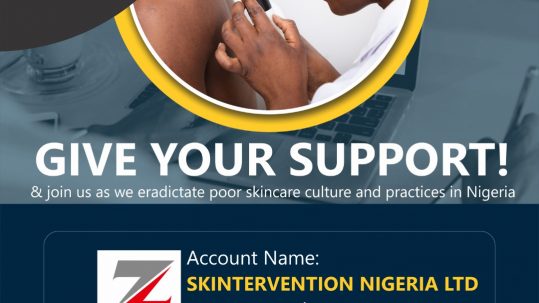 GIVE YOUR SUPPORT!
& join us as we eradictate poor skincare culture and practices in Nigeria
Account Name:
SKINTERVENTION NIGERIA LTD